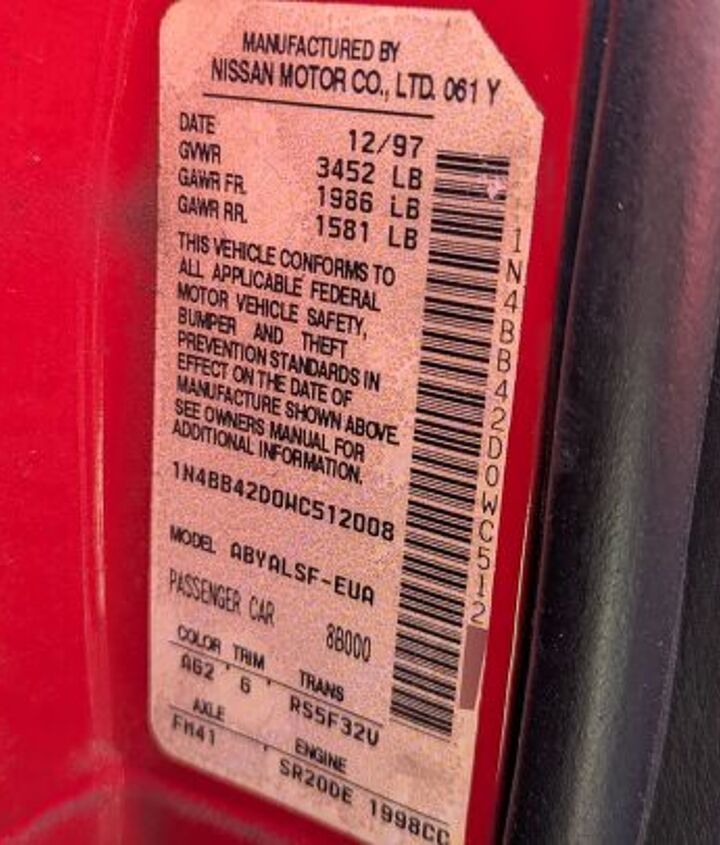 MANUFACTURED BY
NISSAN MOTOR CO., LTD. 061 Y
DATE 12/97
GVWR 3452 LB
GAWR FR. 1986 LB
GAWR RR. 1581 LB
THIS VEHICLE CONFORMS TO
ALL APPLICABLE FEDERAL
MOTOR VEHICLE SAFETY,
BUMPER AND THEFT
PREVENTION STANDARDS IN
EFFECT ON THE DATE OF
MANUFACTURE SHOWN ABOVE.
SEE OWNERS MANUAL FOR
ADDITIONAL INFORMATION.
1N4BB42D0WC512008
MODEL ABYALSF-EUA
PASSENGER CAR 8B000
COLOR TRIM TRANS
AG2 ' G ' RS5F32V
AXLE ENGINE
FM41 ' SR20DE 1998CC
1N4BB42D0WC512